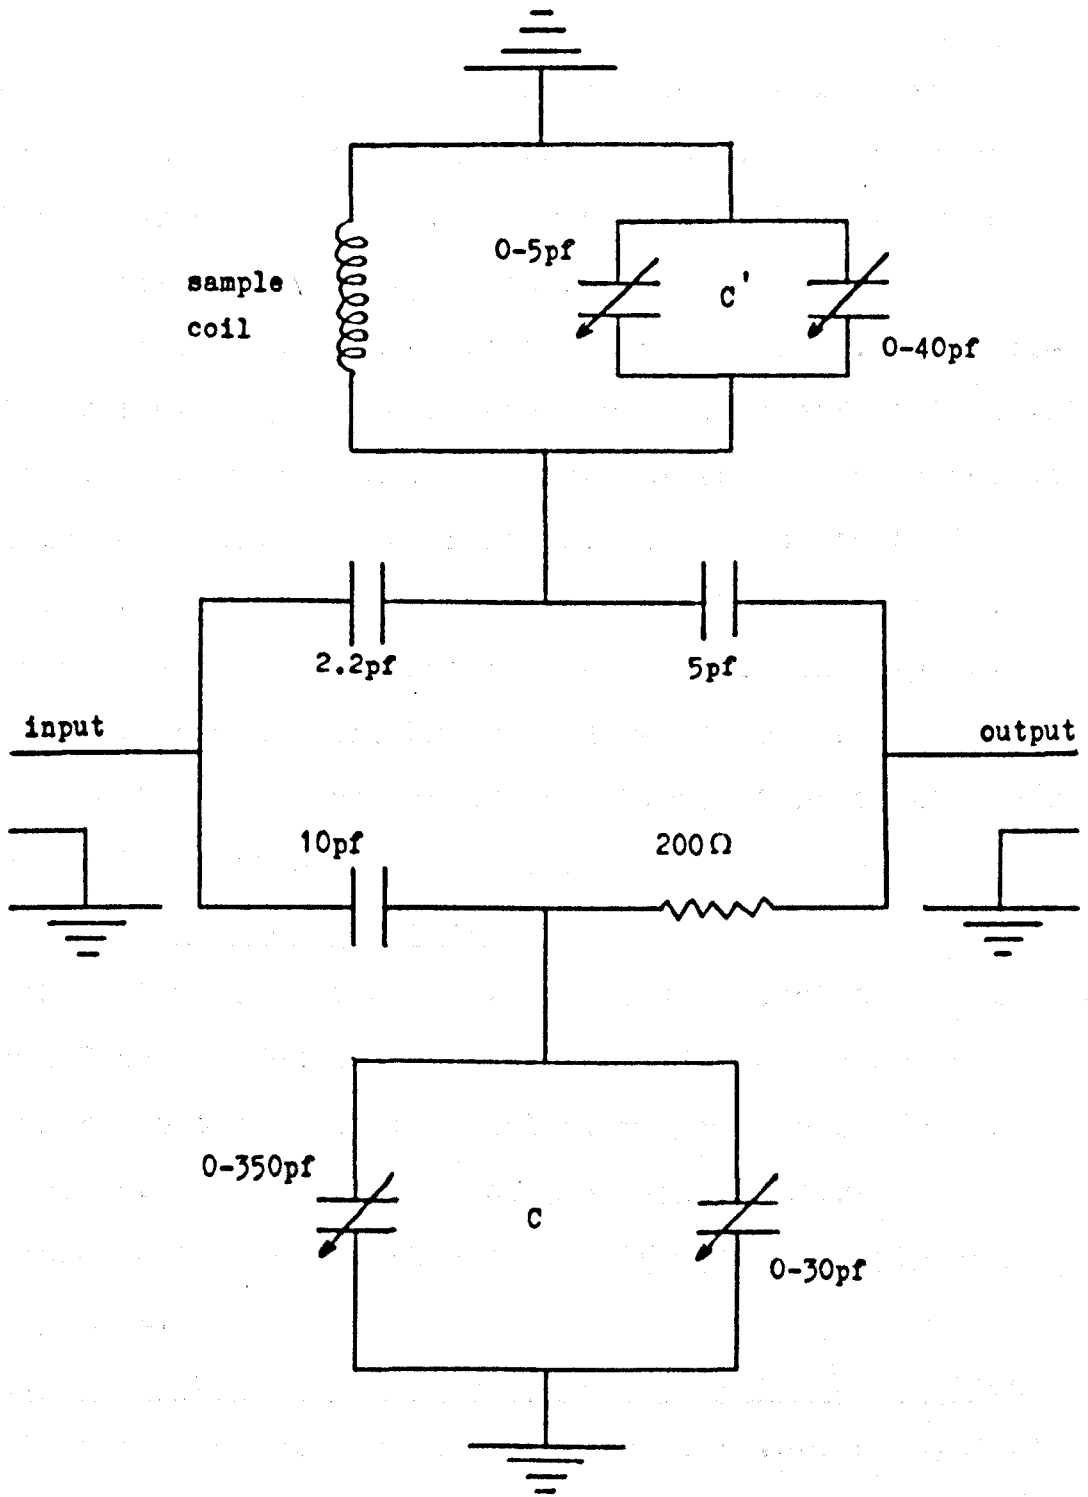 0-5pf
sample
coil
C'
0-40pf
2.2pf
5pf
input
output
10pf
200Ω
0-350pf
C
0-30pf